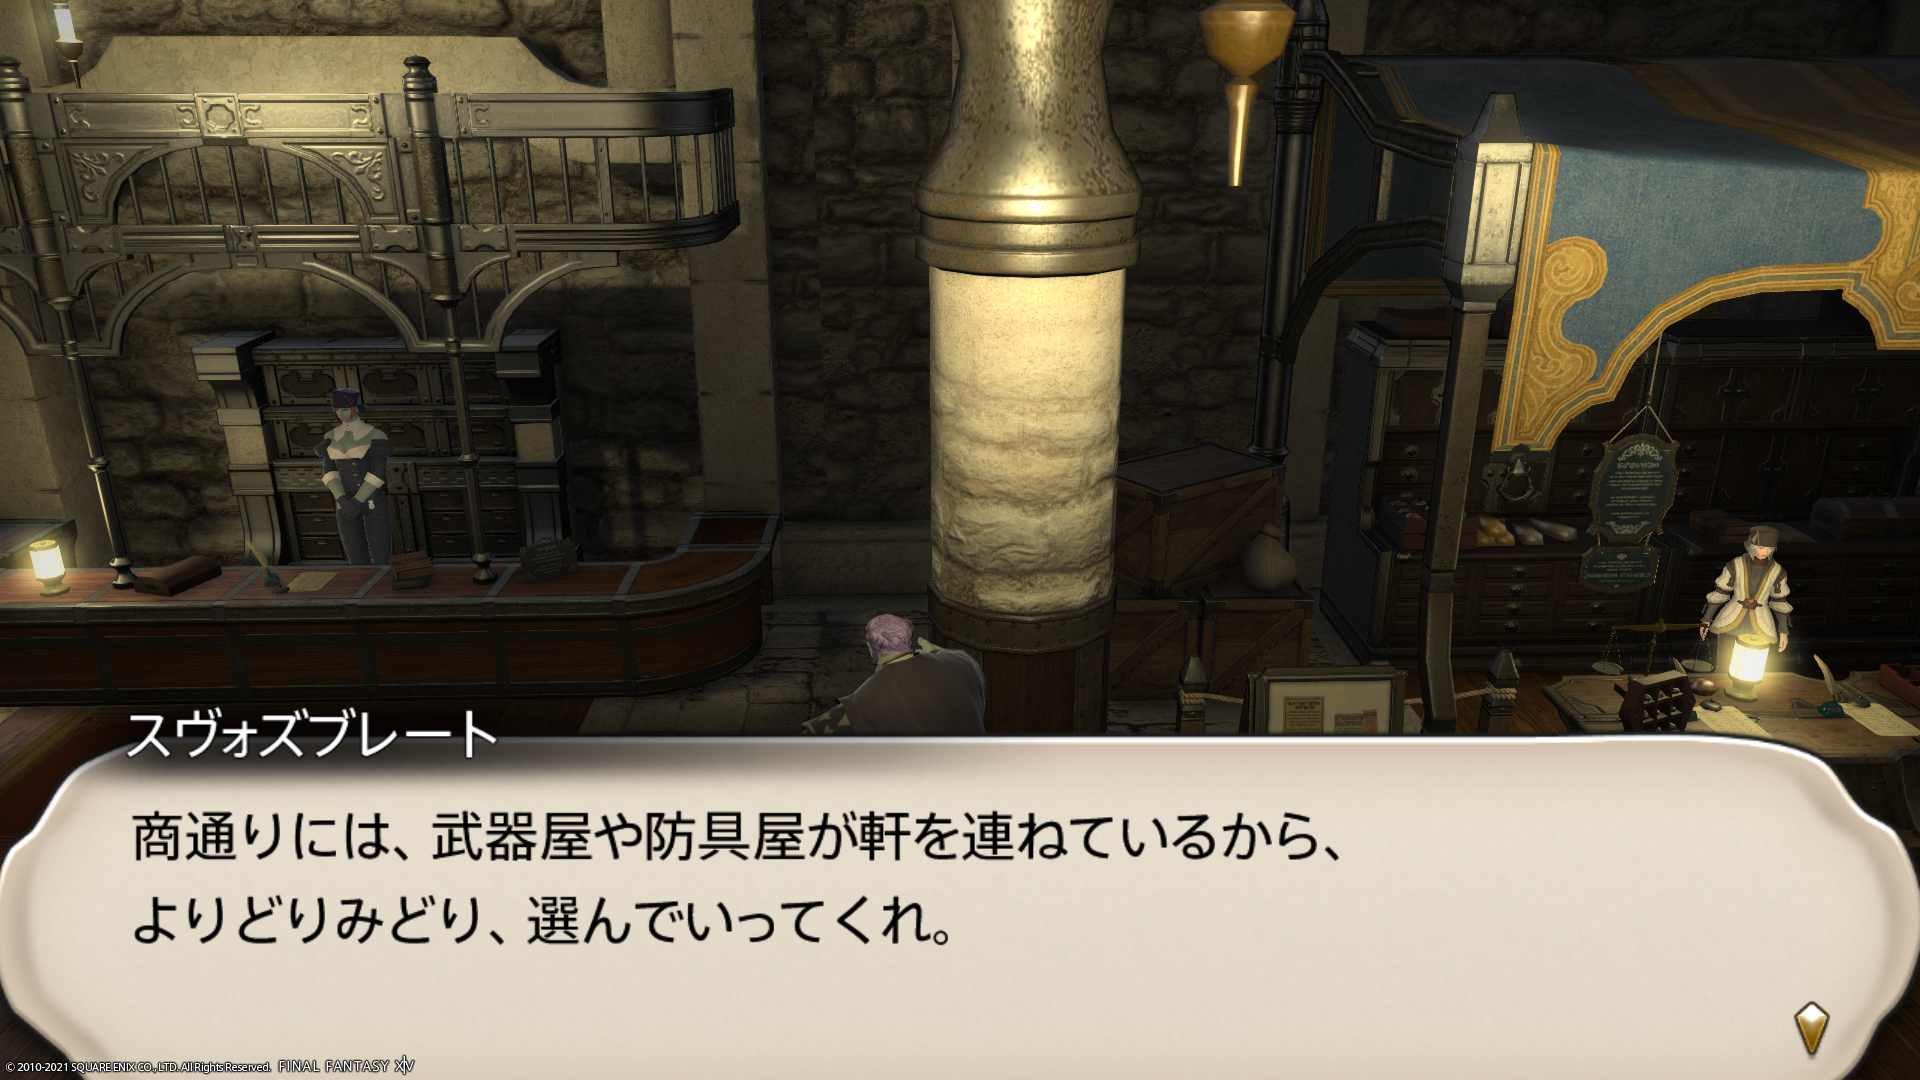 スヴォズブレート
商通りには、武器屋や防具屋が軒を連ねているから、
よりどりみどり、選んでいってくれ。
© 2010-2021 SQUARE ENIX CO., LTD. All Rights Reserved. FINAL FANTASY XIV